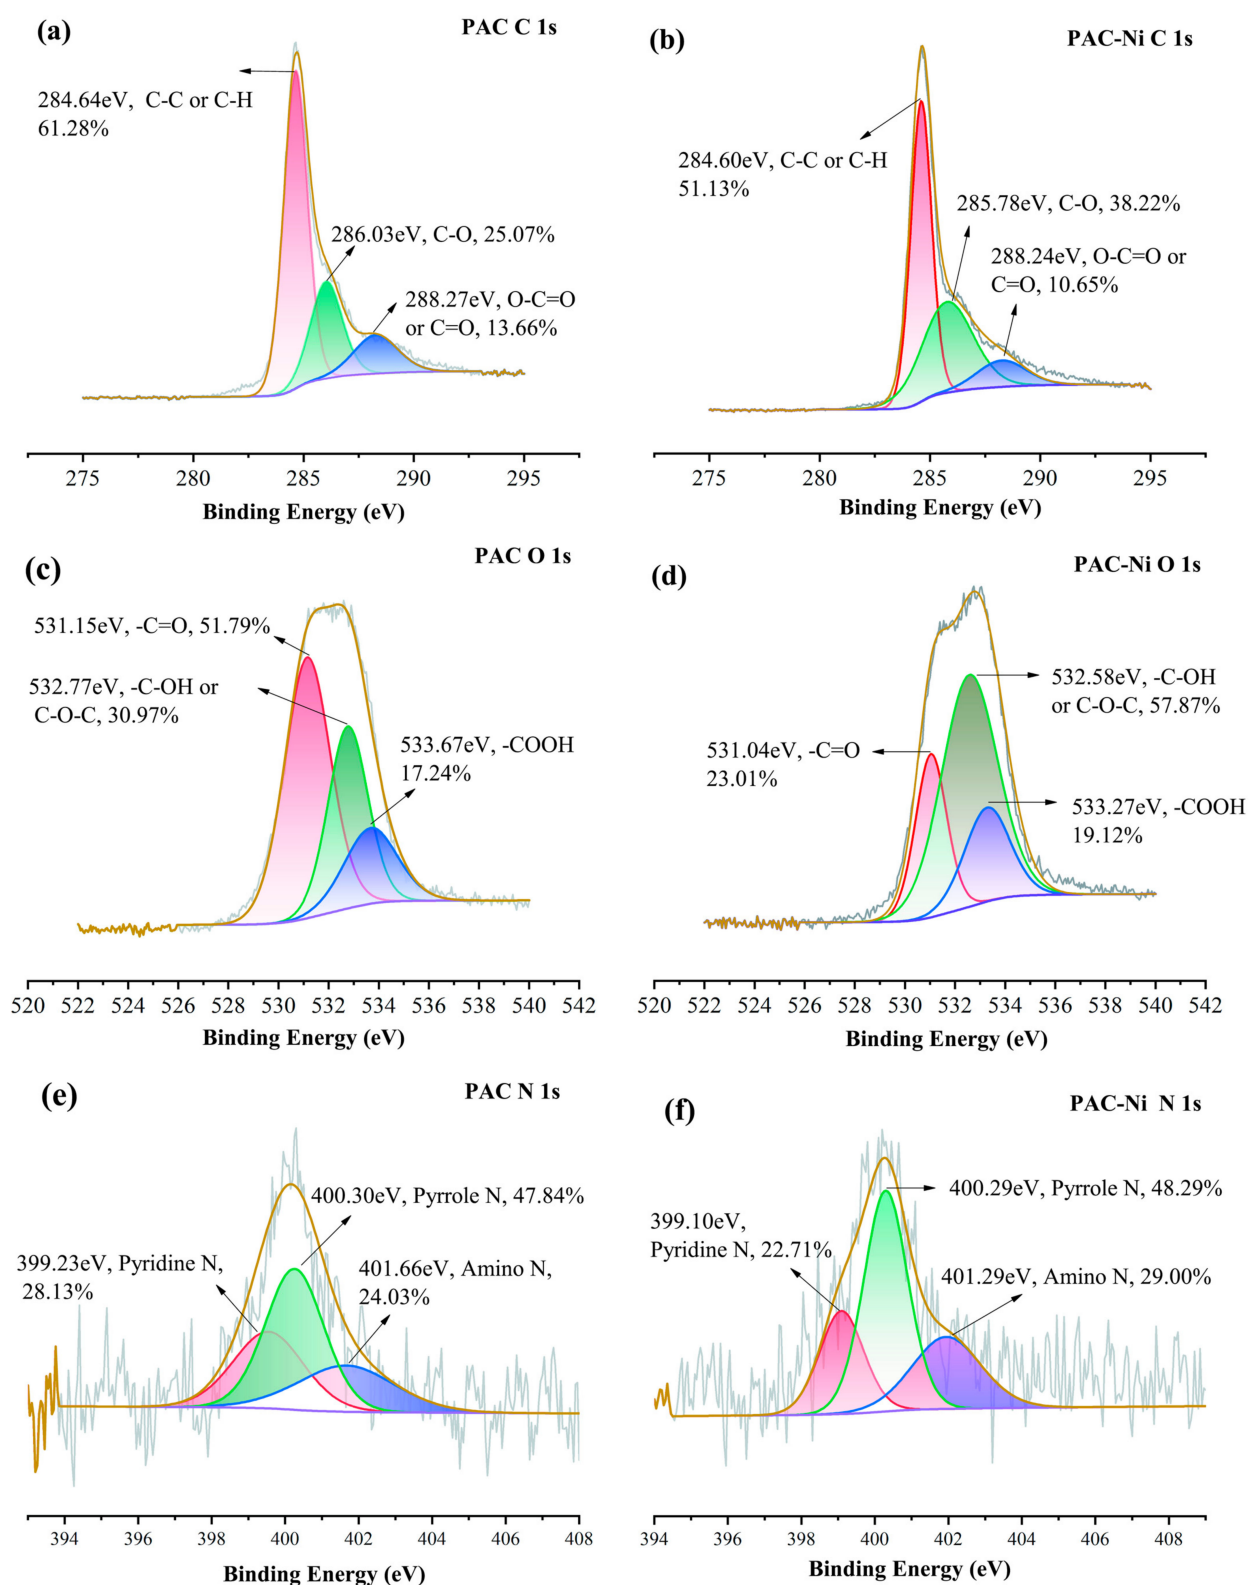 (a)
PAC C 1s
284.64eV, C-C or C-H
61.28%
286.03eV, C-O, 25.07%
288.27eV, O-C=O
or C=O, 13.66%
275 280 285 290 295
Binding Energy (eV)
(b)
PAC-Ni C 1s
284.60eV, C-C or C-H
51.13%
285.78eV, C-O, 38.22%
288.24eV, O-C=O or
C=O, 10.65%
275 280 285 290 295
Binding Energy (eV)
(c)
PAC O 1s
531.15eV, -C=O, 51.79%
532.77eV, -C-OH or
C-O-C, 30.97%
533.67eV, -COOH
17.24%
520 522 524 526 528 530 532 534 536 538 540 542
Binding Energy (eV)
(d)
PAC-Ni O 1s
532.58eV, -C-OH
or C-O-C, 57.87%
531.04eV, -C=O
23.01%
533.27eV, -COOH
19.12%
520 522 524 526 528 530 532 534 536 538 540 542
Binding Energy (eV)
(e)
PAC N 1s
400.30eV, Pyrrole N, 47.84%
399.23eV, Pyridine N,
28.13%
401.66eV, Amino N,
24.03%
394 396 398 400 402 404 406 408
Binding Energy (eV)
(f)
PAC-Ni N 1s
400.29eV, Pyrrole N, 48.29%
399.10eV,
Pyridine N, 22.71%
401.29eV, Amino N, 29.00%
394 396 398 400 402 404 406 408
Binding Energy (eV)